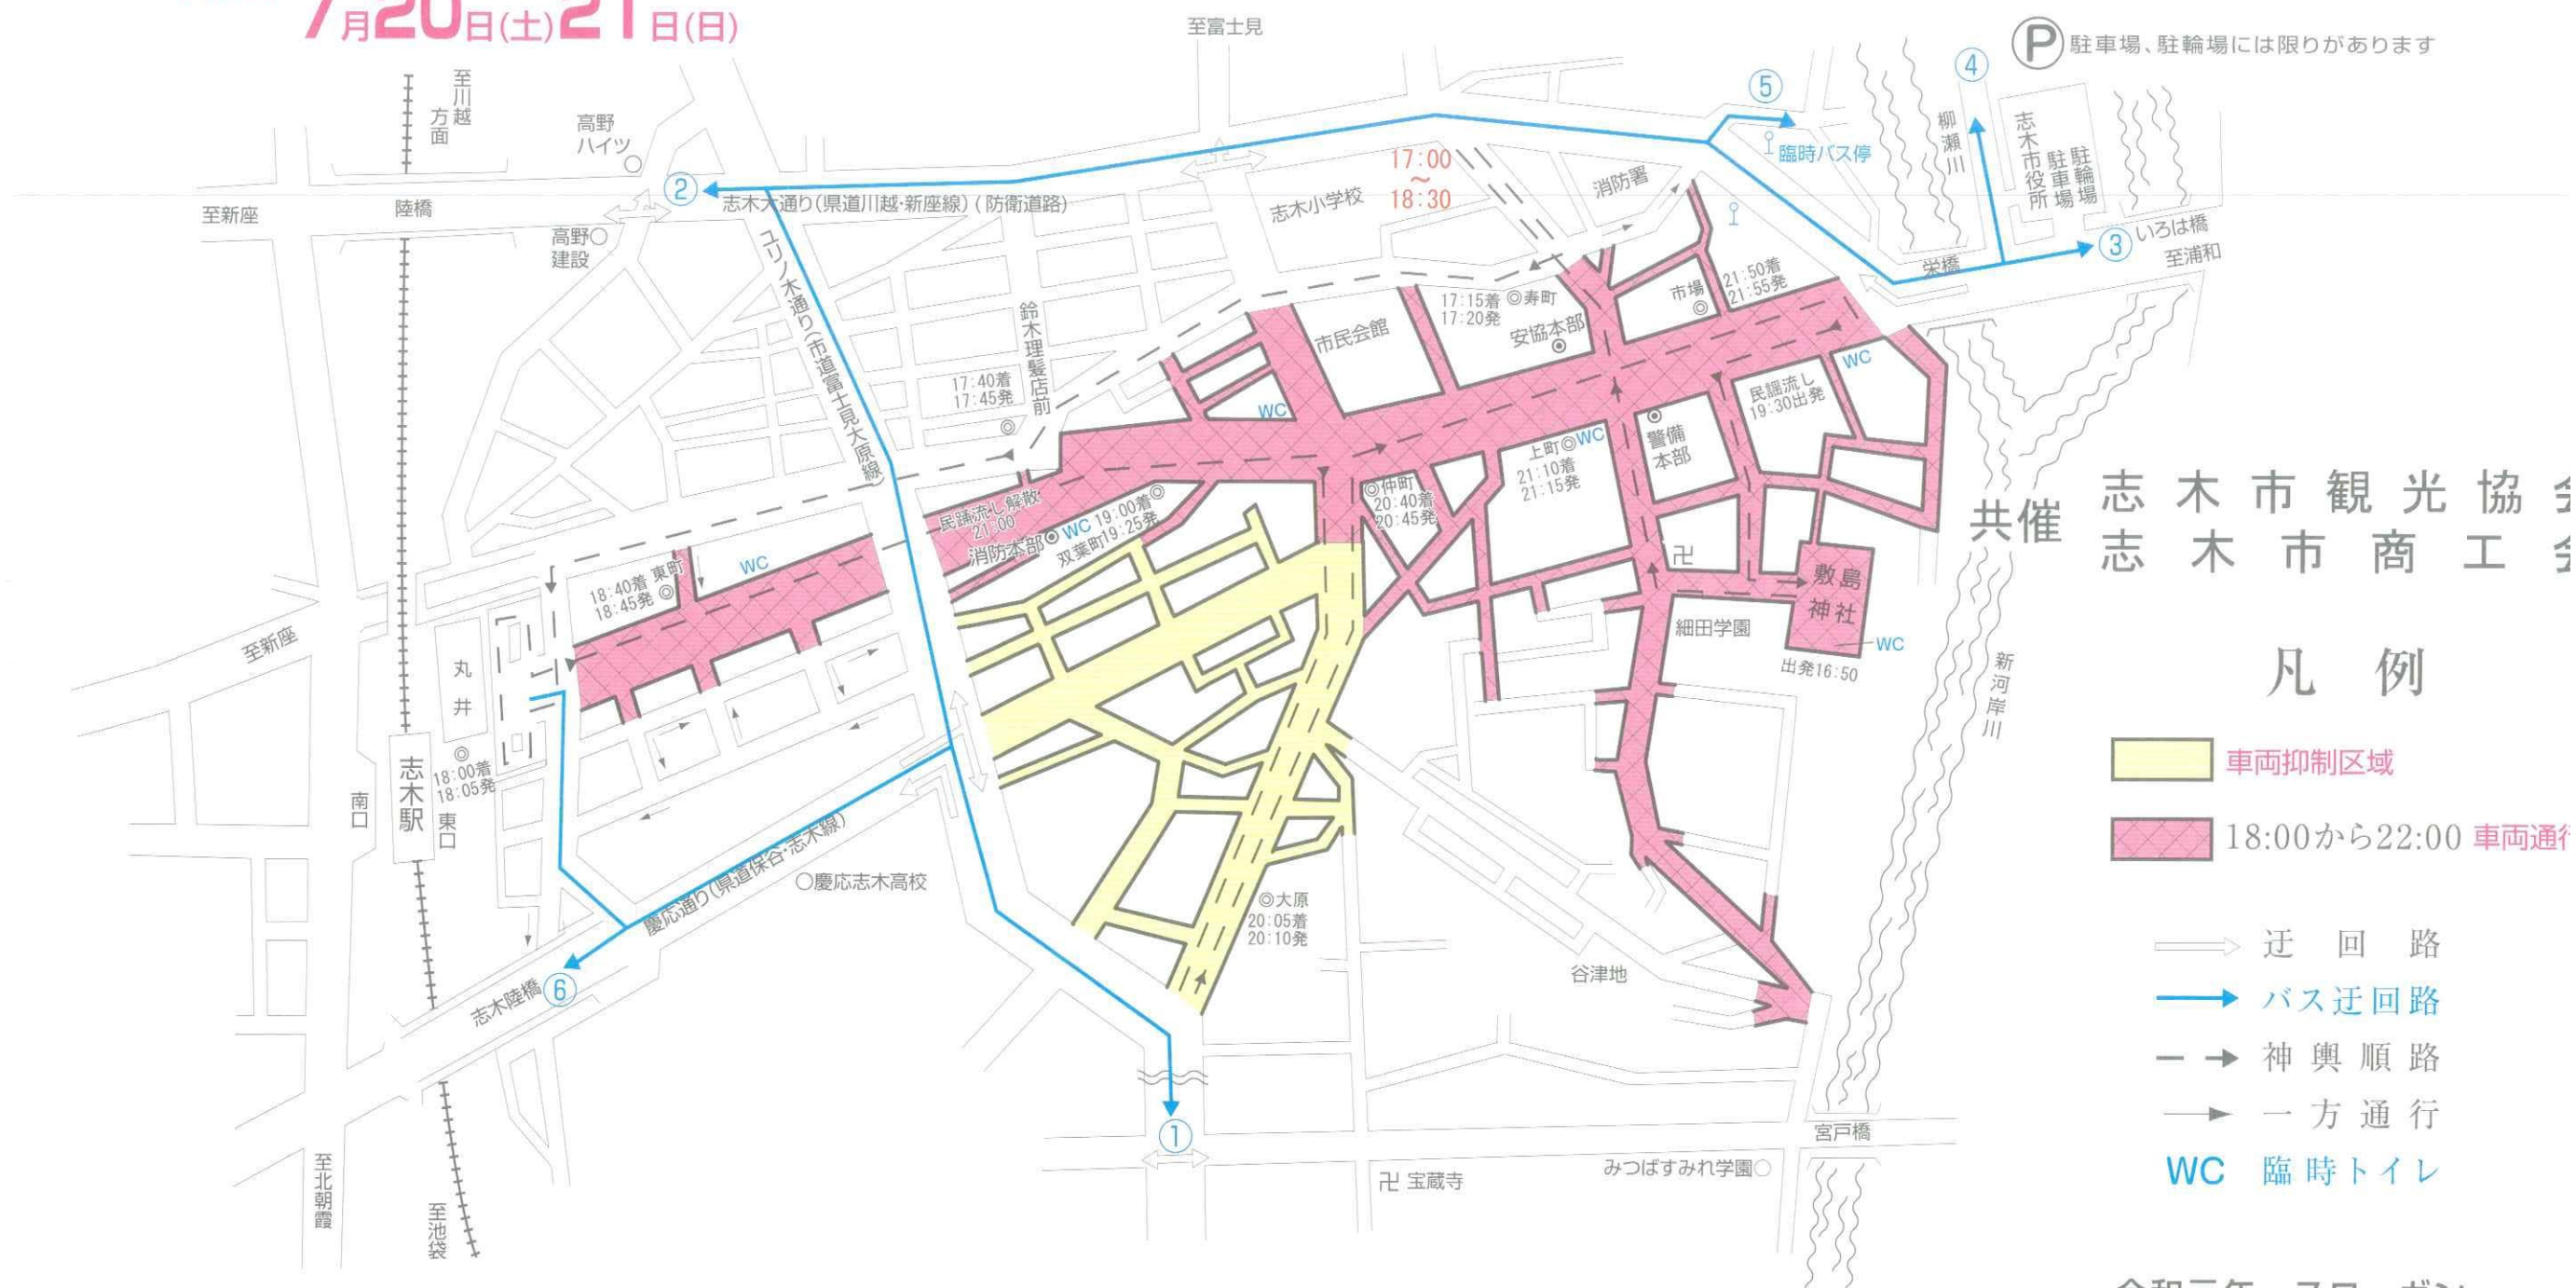 7月20日(土)21日(日)
至富士見
Ⓟ駐車場、駐輪場には限りがあります
至川越
方面
高野
ハイツ
②
④
⑤
臨時バス停
柳瀬川
志木市役所
駐車場
駐輪場
17:00
～
18:30
消防署
志木小学校
至新座
陸橋
志木大通り(県道川越・新座線)(防衛道路)
高野
建設
ユリノ木通り(市道富士見大原線)
③
いろは橋
至浦和
栄橋
鈴木理髪店前
17:40着
17:45発
市民会館
17:15着 ◎寿町
17:20発
安協本部
市場
21:50着
21:55発
WC
WC
民謡流し
19:30出発
警備
本部
上町◎WC
21:10着
21:15発
◎仲町
20:40着
20:45発
民踊流し解散
21:00
消防本部
WC 19:00着◎
双葉町19:25発
WC
18:40着 東町
18:45発 ◎
卍
敷島
神社
WC
細田学園
出発16:50
新河岸川
共催
志木市観光協会
志木市商工会
凡例
車両抑制区域
18:00から22:00 車両通行
迂回路
バス迂回路
神輿順路
一方通行
WC 臨時トイレ
至新座
丸井
◎
18:00着
18:05発
志木駅
南口
東口
慶応通り(県道保谷・志木線)
○慶応志木高校
志木陸橋
⑥
◎大原
20:05着
20:10発
谷津地
①
宮戸橋
みつばすみれ学園○
卍 宝蔵寺
至北朝霞
至池袋